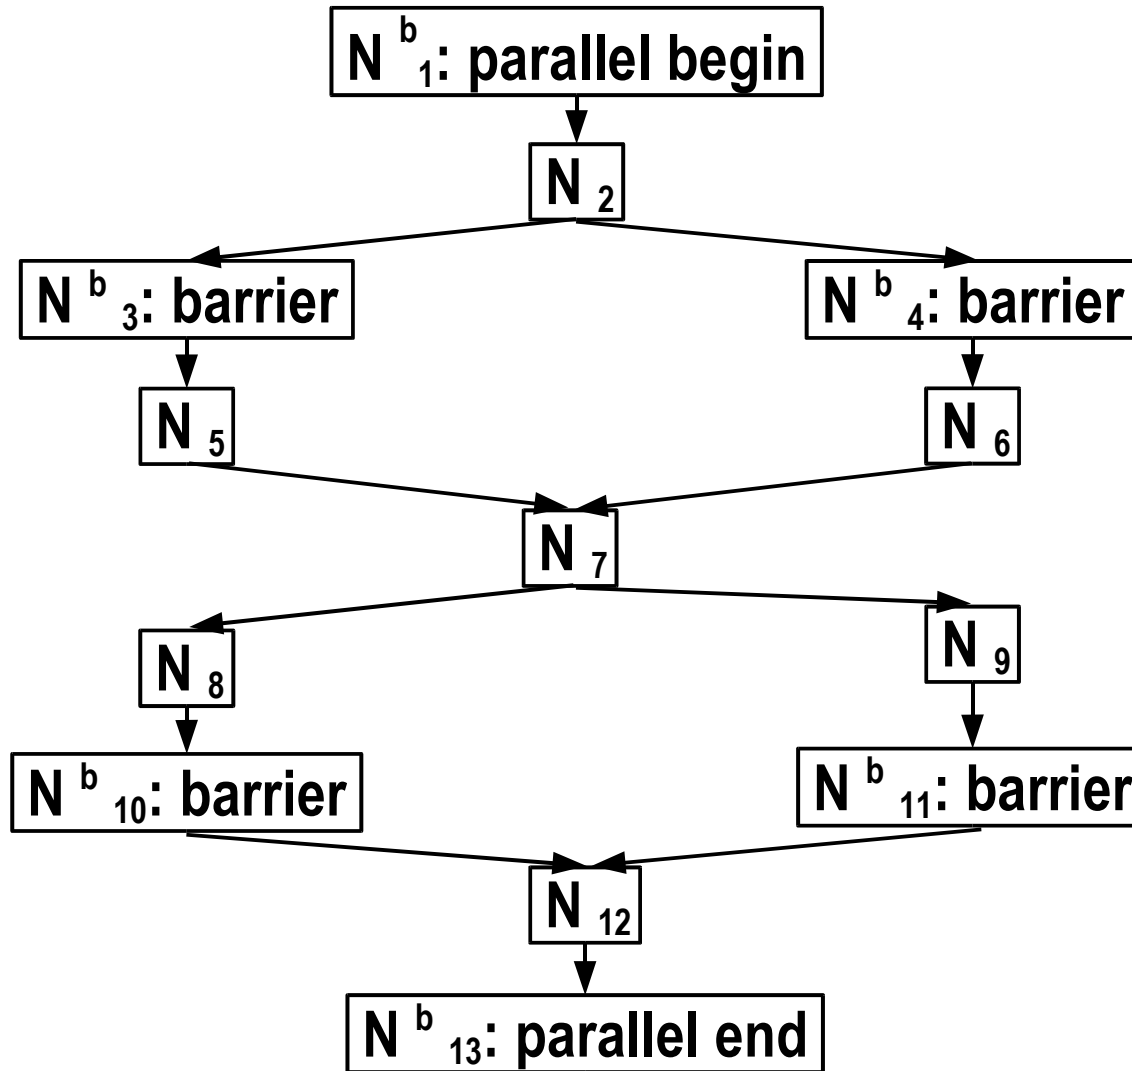 N b 1: parallel begin
N 2
N b 3: barrier
N b 4: barrier
N 5
N 6
N 7
N 8
N 9
N b 10: barrier
N b 11: barrier
N 12
N b 13: parallel end